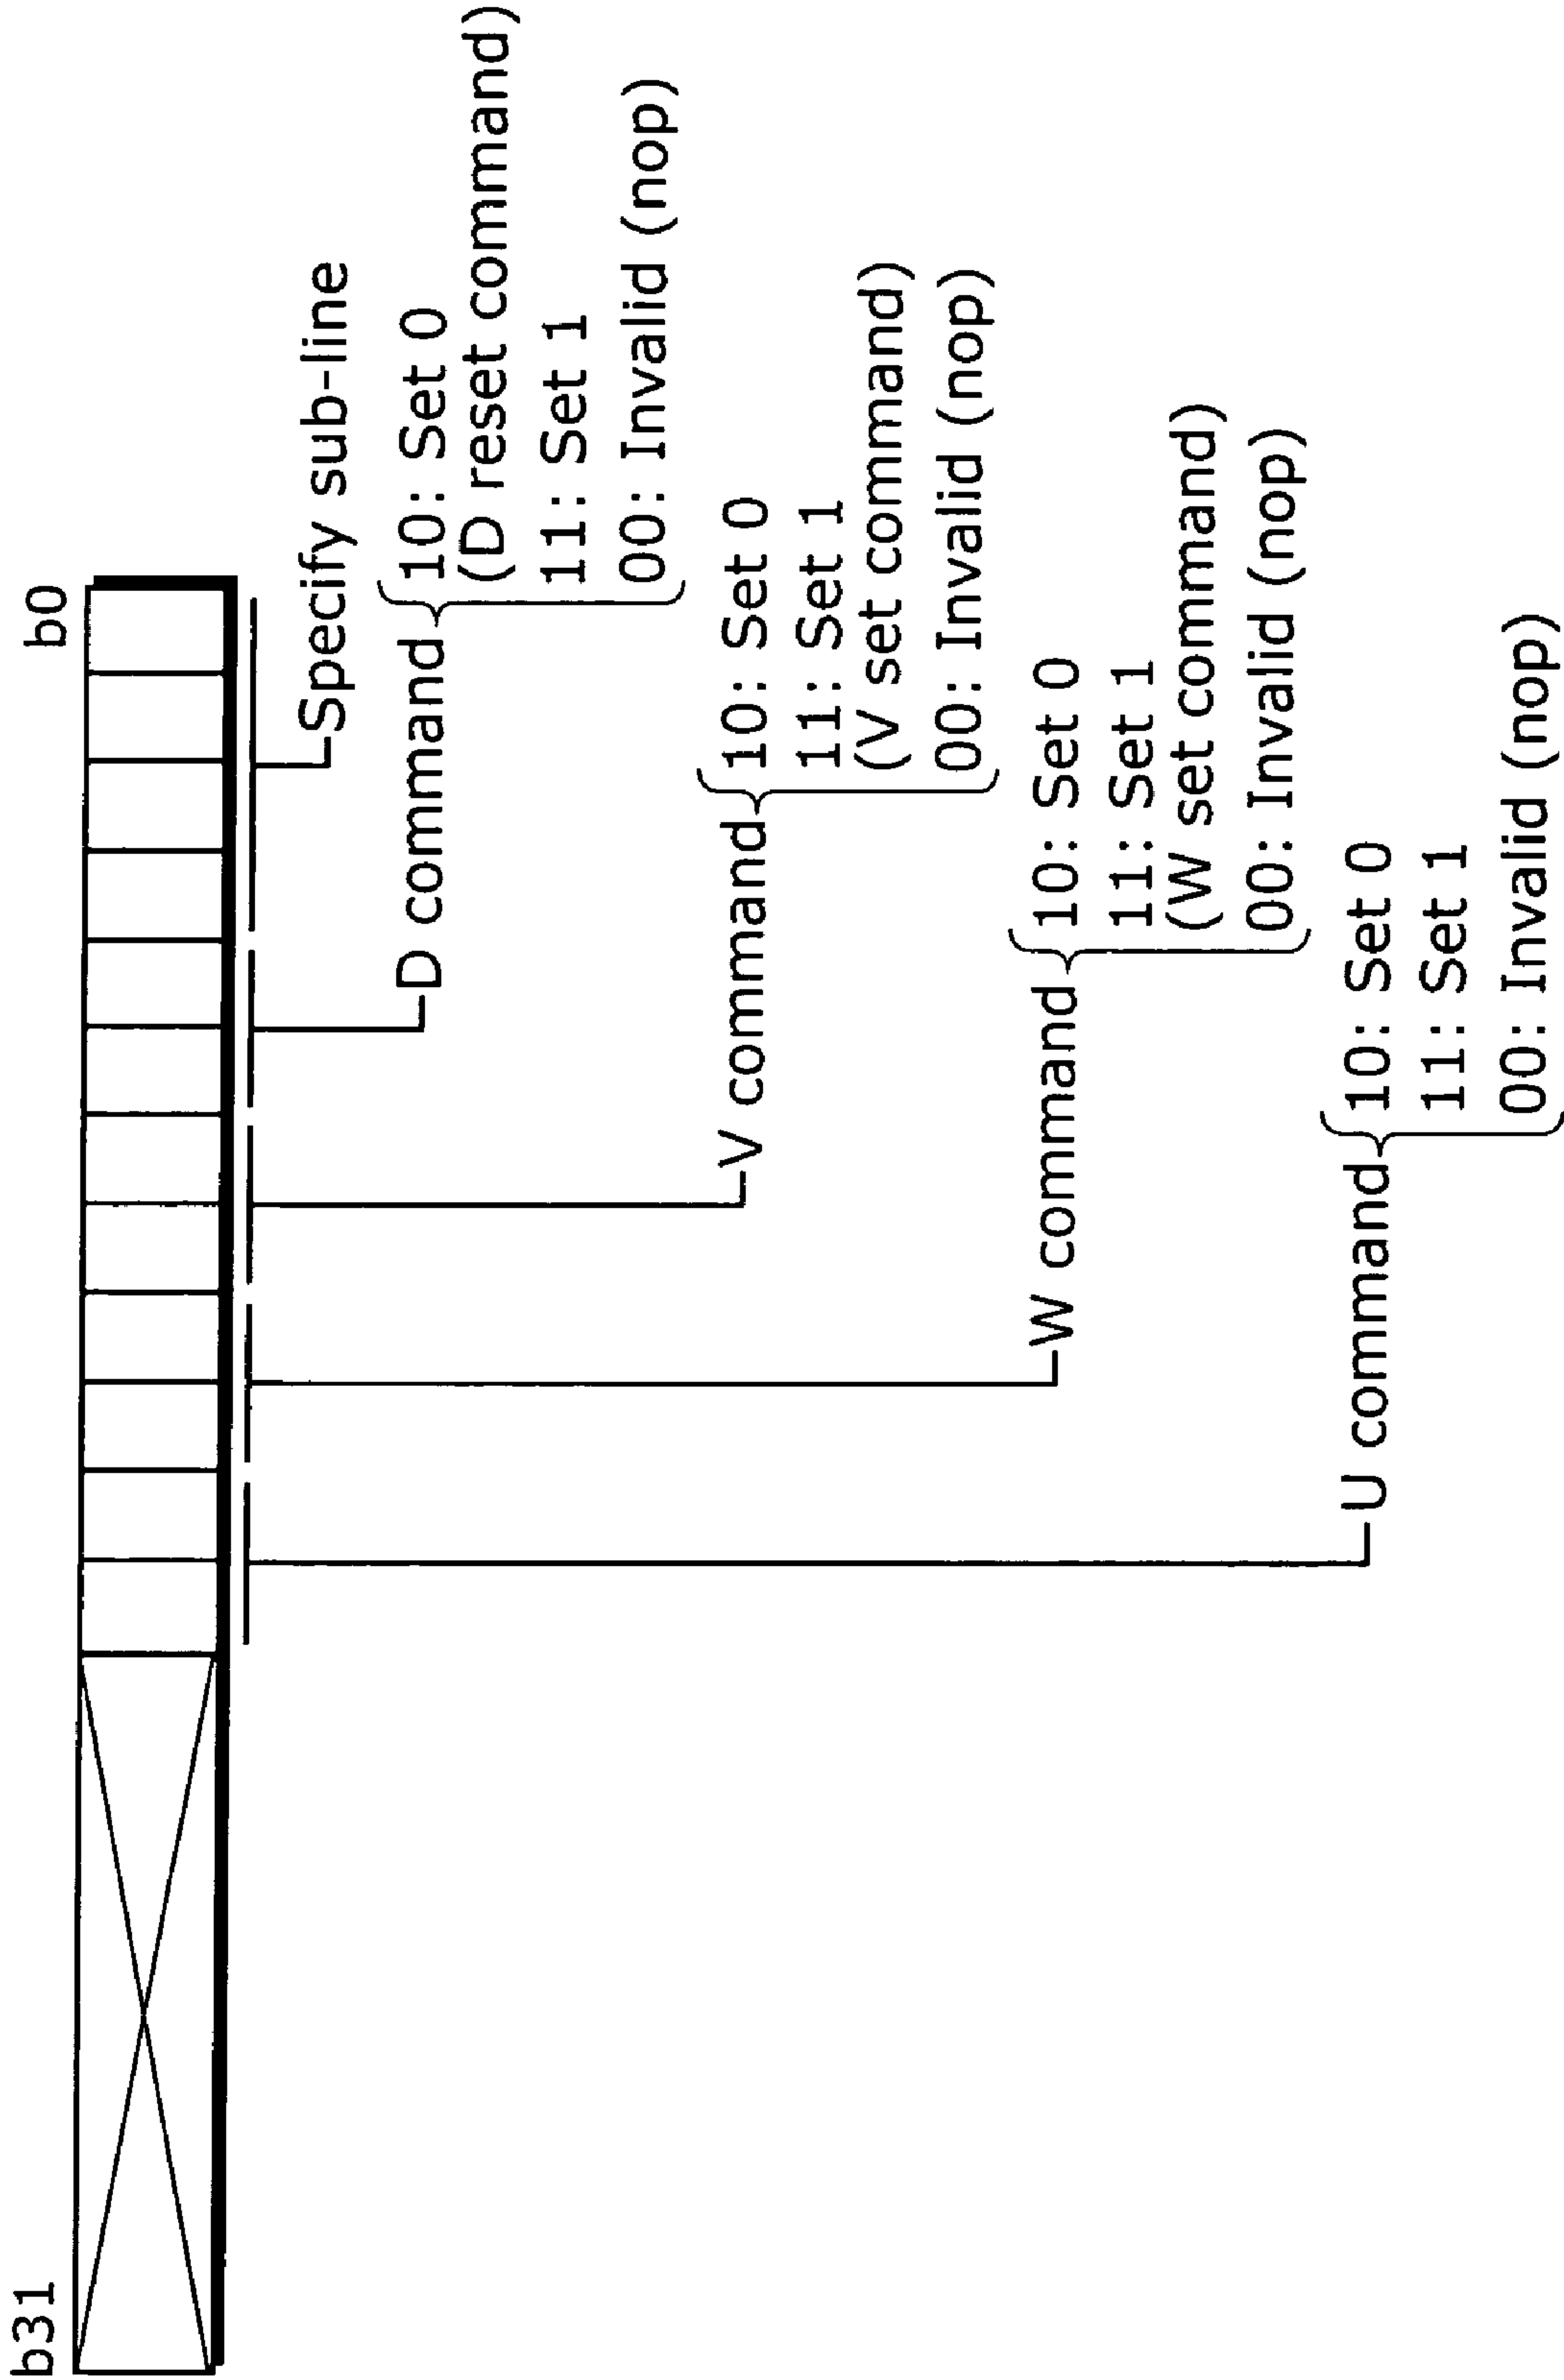 b31
b0
Specify sub-line
D command
10: Set 0
(D reset command)
11: Set 1
00: Invalid (nop)
V command
10: Set 0
11: Set 1
(V set command)
00: Invalid (nop)
W command
10: Set 0
11: Set 1
(W set command)
00: Invalid (nop)
U command
10: Set 0
11: Set 1
00: Invalid (nop)